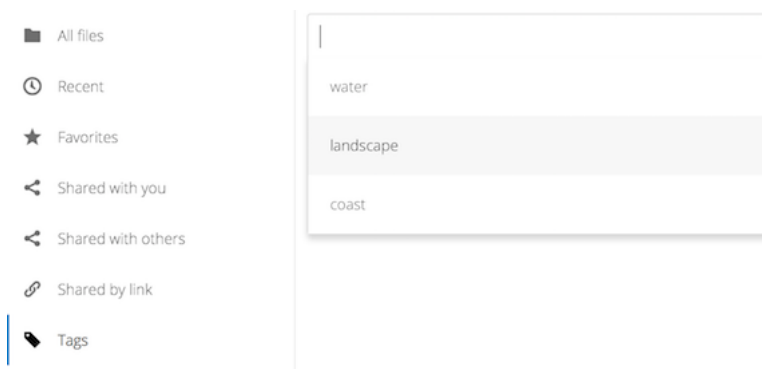 All files
Recent
Favorites
Shared with you
Shared with others
Shared by link
Tags
water
landscape
coast